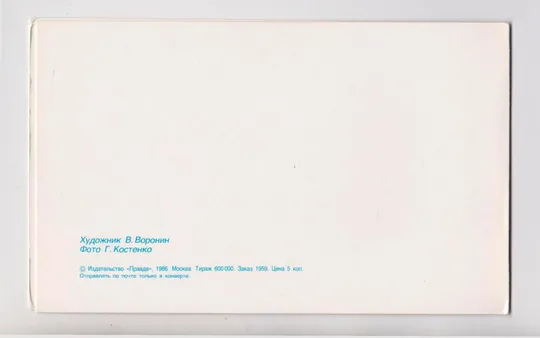 Художник В. Воронин
Фото Г. Костенко
© Издательство «Правда», 1986. Москва. Тираж 600 000. Заказ 1959. Цена 5 коп.
Отправлять по почте только в конверте.